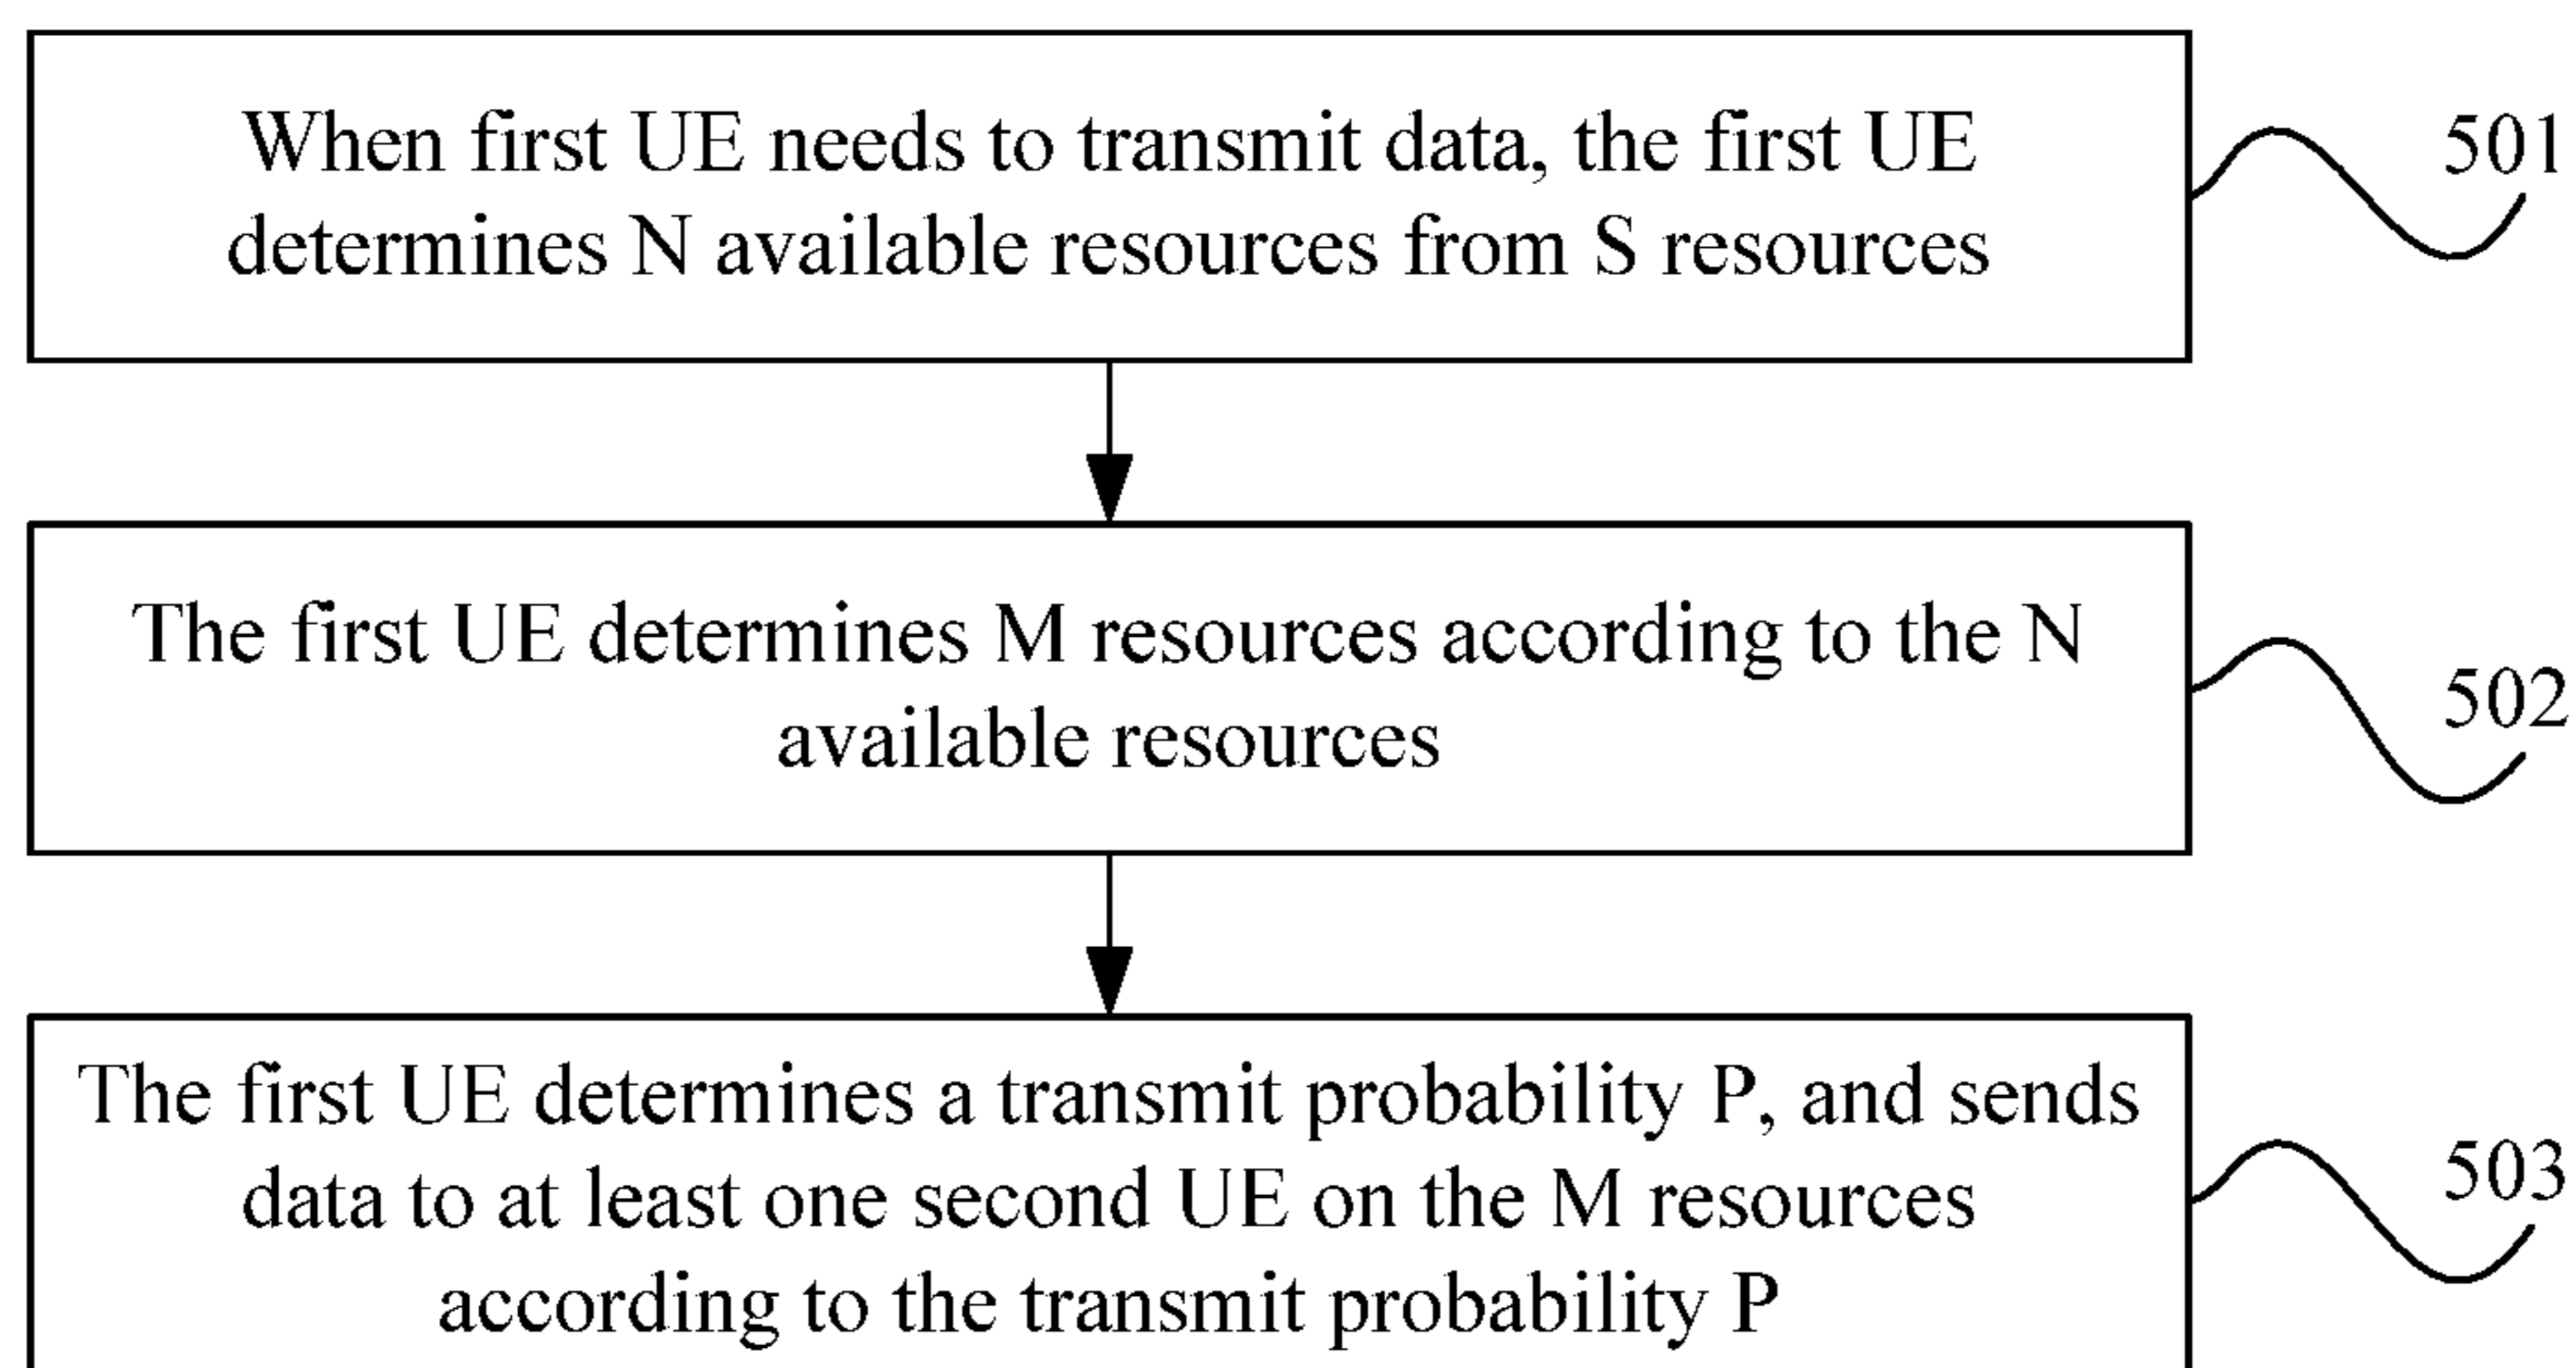 When first UE needs to transmit data, the first UE
determines N available resources from S resources
501
The first UE determines M resources according to the N
available resources
502
The first UE determines a transmit probability P, and sends
data to at least one second UE on the M resources
according to the transmit probability P
503